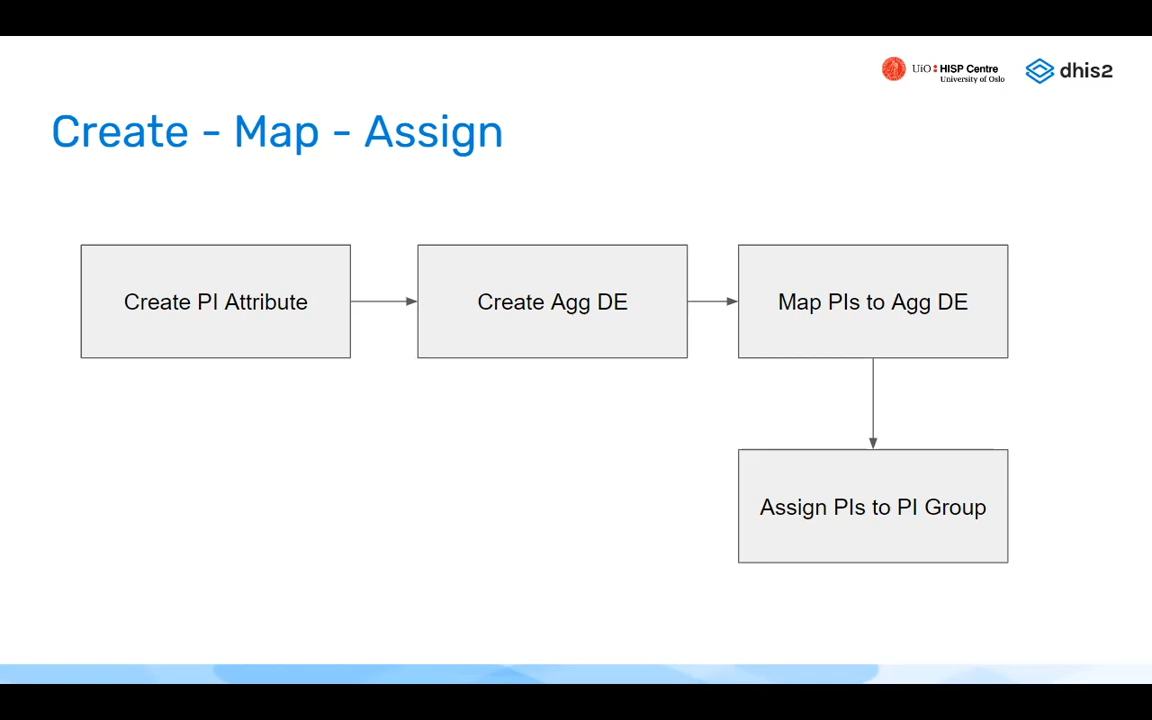 UiO:HISP Centre
University of Oslo
dhis2
Create - Map - Assign
Create PI Attribute
Create Agg DE
Map PIs to Agg DE
Assign PIs to PI Group